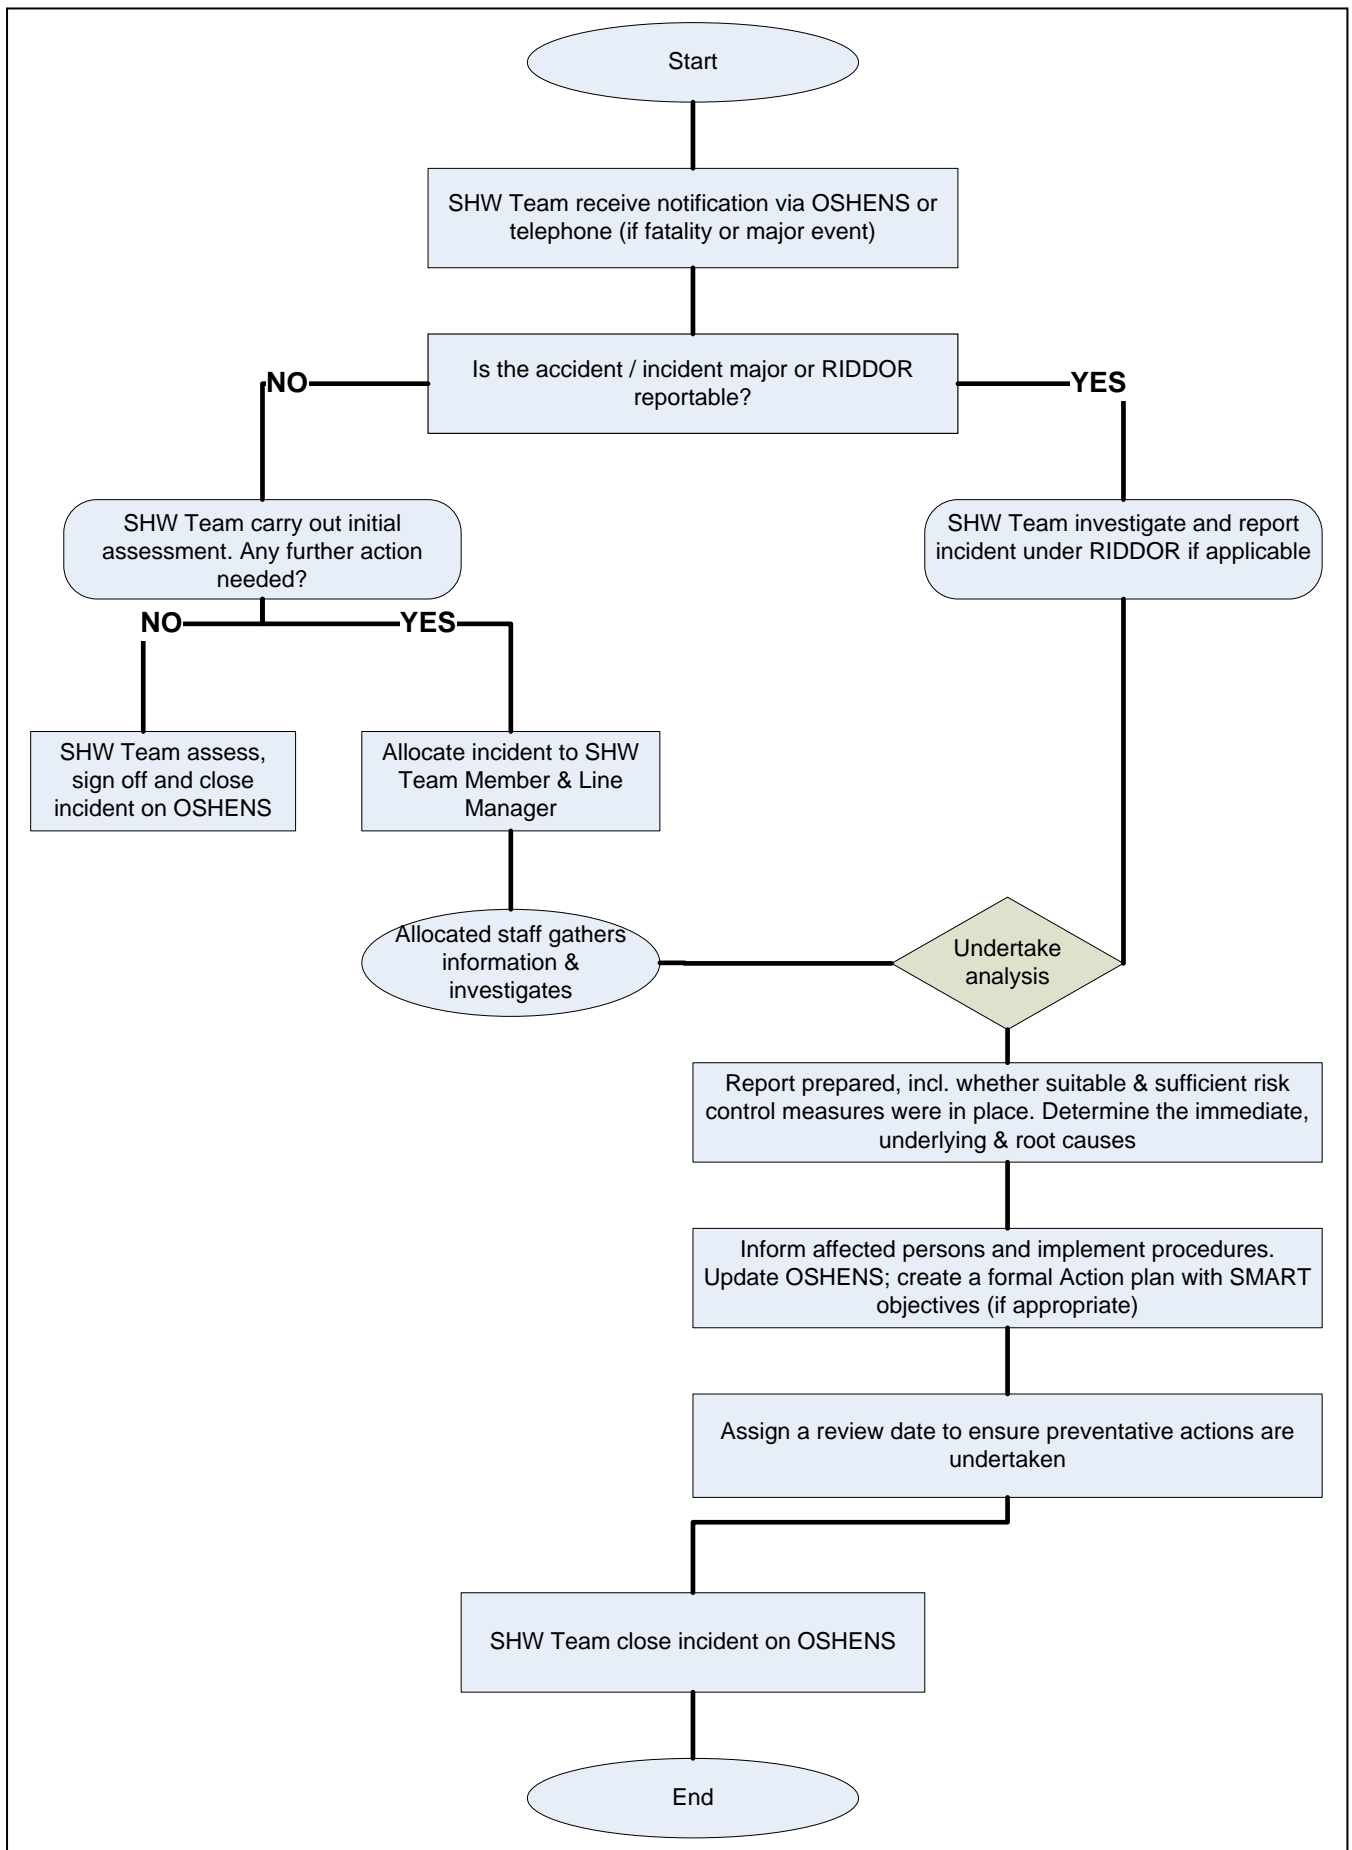 Start
SHW Team receive notification via OSHENS or
telephone (if fatality or major event)
Is the accident / incident major or RIDDOR
reportable?
NO
YES
SHW Team carry out initial
assessment. Any further action
needed?
SHW Team investigate and report
incident under RIDDOR if applicable
NO
YES
SHW Team assess,
sign off and close
incident on OSHENS
Allocate incident to SHW
Team Member & Line
Manager
Allocated staff gathers
information &
investigates
Undertake
analysis
Report prepared, incl. whether suitable & sufficient risk
control measures were in place. Determine the immediate,
underlying & root causes
Inform affected persons and implement procedures.
Update OSHENS; create a formal Action plan with SMART
objectives (if appropriate)
Assign a review date to ensure preventative actions are
undertaken
SHW Team close incident on OSHENS
End